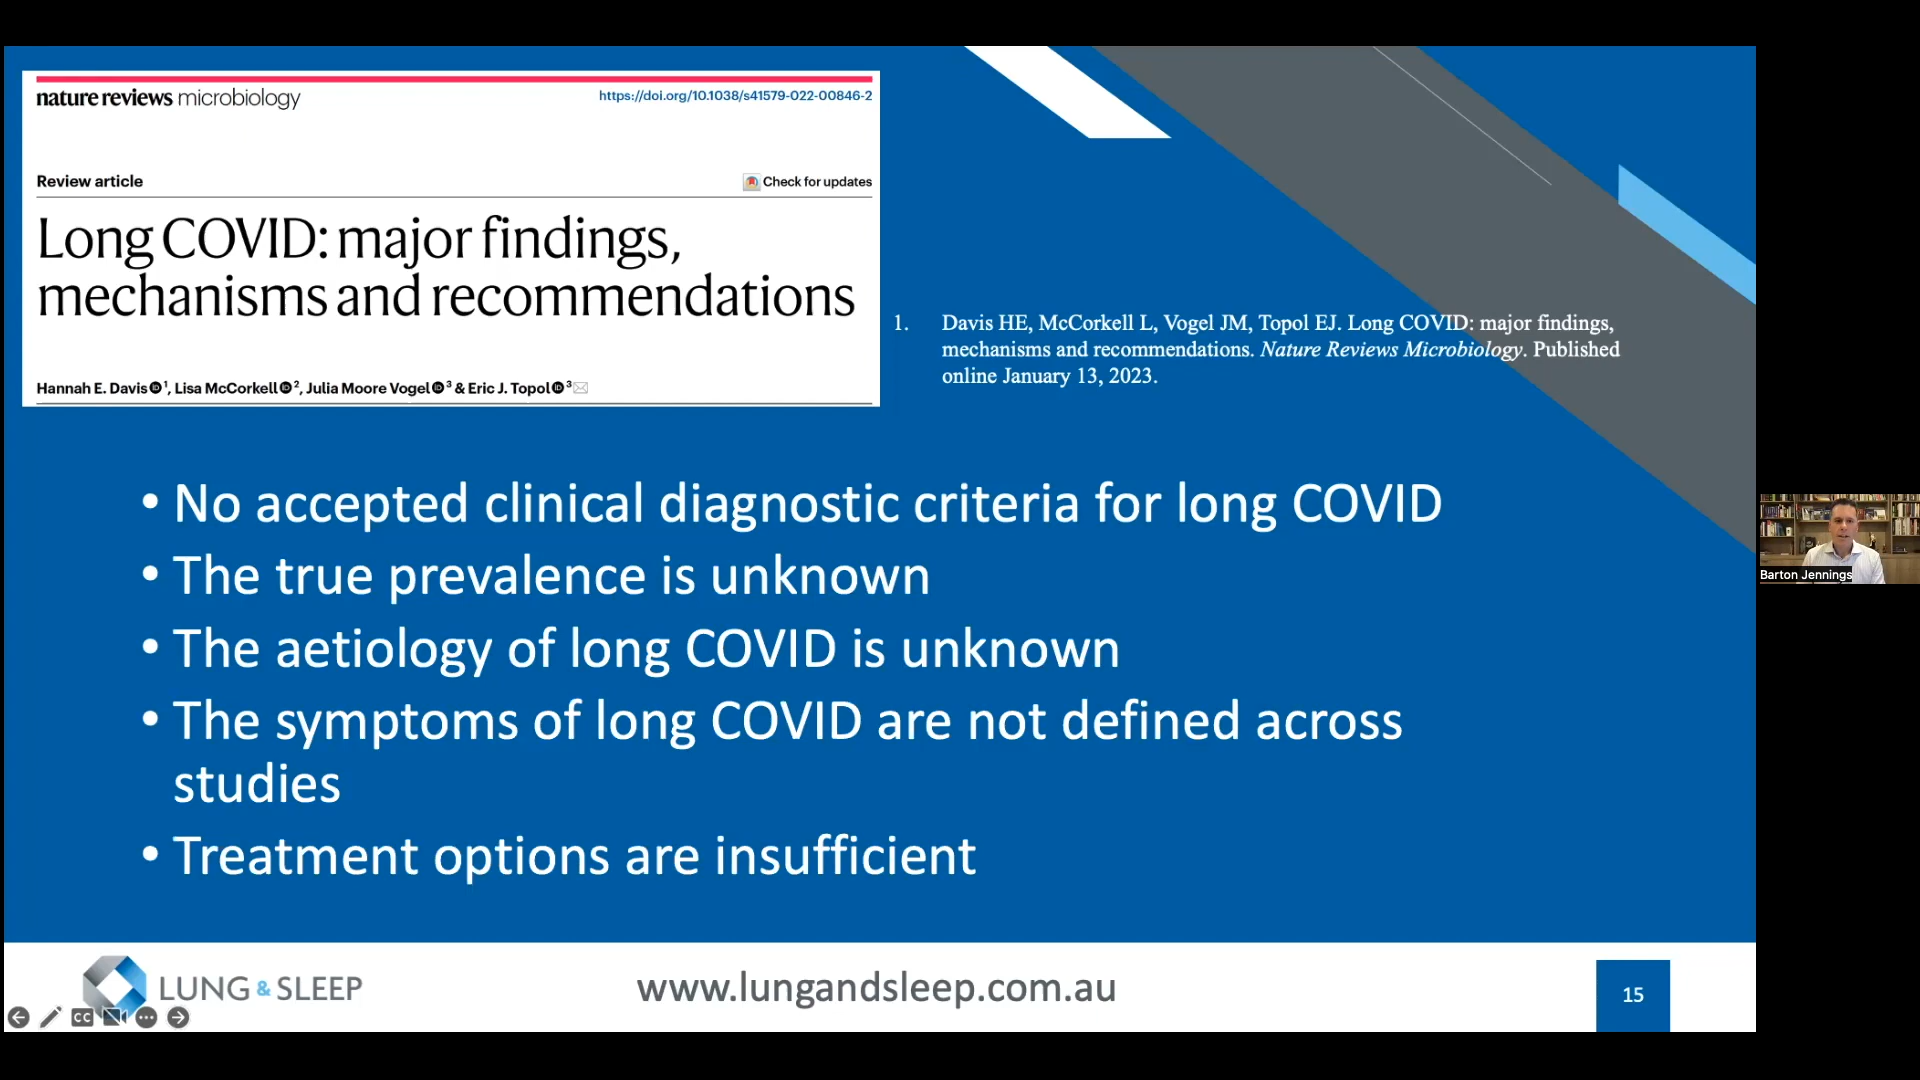 nature reviews microbiology
https://doi.org/10.1038/s41579-022-00846-2
Review article
Check for updates
Long COVID: major findings,
mechanisms and recommendations
Hannah E. Davis iD 1, Lisa McCorkell iD 2, Julia Moore Vogel iD 3 & Eric J. Topol iD 3
1. Davis HE, McCorkell L, Vogel JM, Topol EJ. Long COVID: major findings,
mechanisms and recommendations. Nature Reviews Microbiology. Published
online January 13, 2023.
• No accepted clinical diagnostic criteria for long COVID
• The true prevalence is unknown
• The aetiology of long COVID is unknown
• The symptoms of long COVID are not defined across
studies
• Treatment options are insufficient
Barton Jennings
LUNG & SLEEP
www.lungandsleep.com.au
15
CC